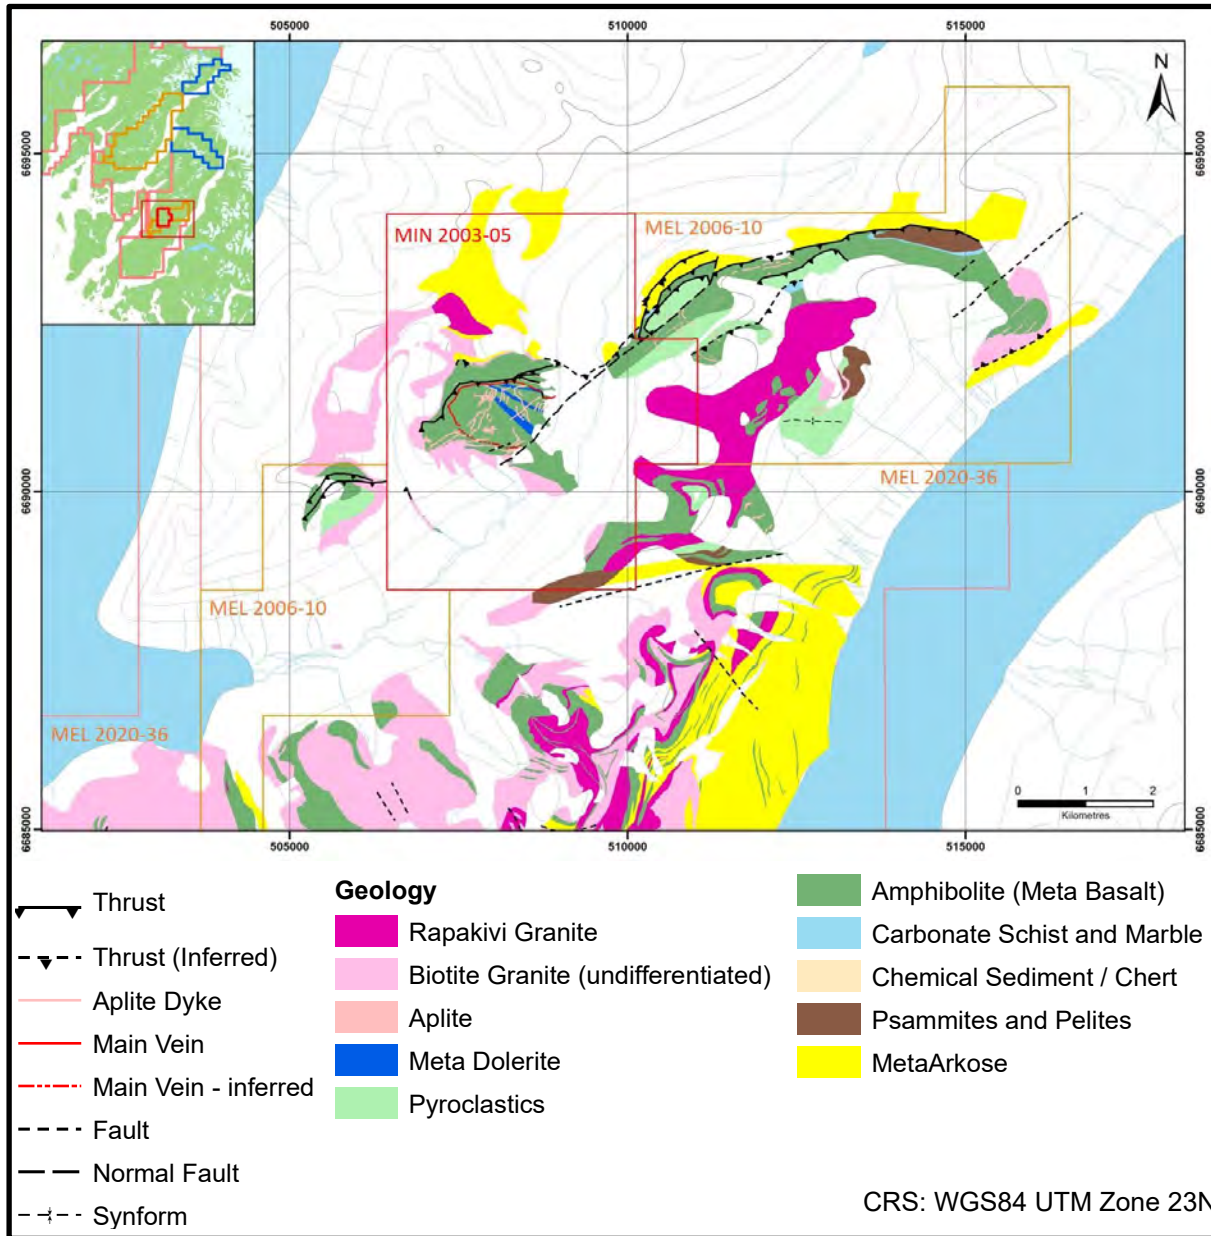 505000
510000
515000
N
6695000
6695000
MIN 2003-05
MEL 2006-10
6690000
6690000
MEL 2020-36
MEL 2006-10
MEL 2020-36
0 1 2
Kilometres
6685000
6685000
505000
510000
515000
Thrust
Thrust (Inferred)
Aplite Dyke
Main Vein
Main Vein - inferred
Fault
Normal Fault
Synform
Geology
Rapakivi Granite
Biotite Granite (undifferentiated)
Aplite
Meta Dolerite
Pyroclastics
Amphibolite (Meta Basalt)
Carbonate Schist and Marble
Chemical Sediment / Chert
Psammites and Pelites
MetaArkose
CRS: WGS84 UTM Zone 23N